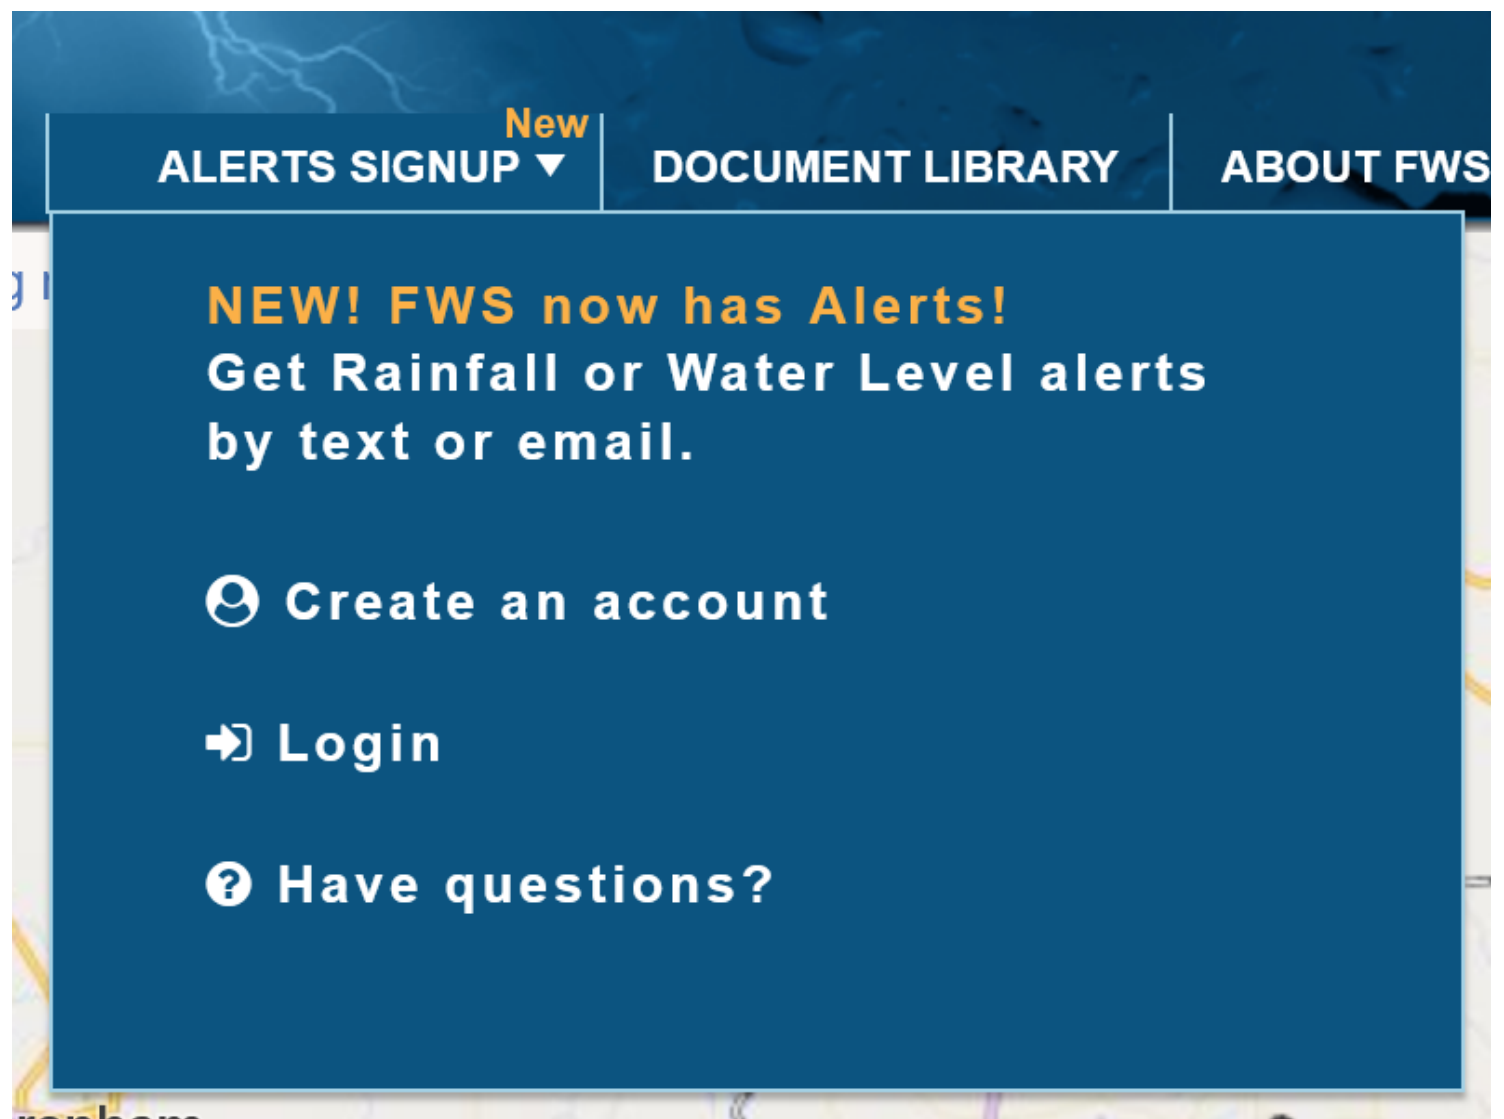 New
ALERTS SIGNUP ▼
DOCUMENT LIBRARY
ABOUT FWS
NEW! FWS now has Alerts!
Get Rainfall or Water Level alerts
by text or email.
Create an account
Login
Have questions?